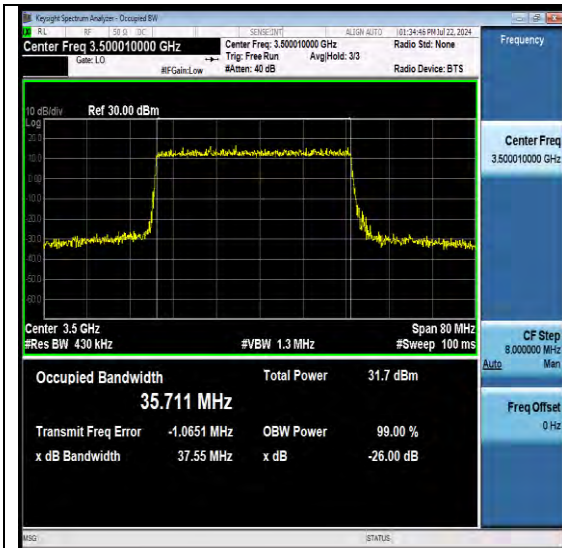 Keysight Spectrum Analyzer - Occupied BW
RL RF 50 Ω DC SENSE:INT ALIGN AUTO 01:34:46 PM Jul 22, 2024
Center Freq 3.500010000 GHz
Center Freq: 3.500010000 GHz
Radio Std: None
Frequency
Gate: LO
Trig: Free Run
Avg|Hold: 3/3
#IFGain:Low
#Atten: 40 dB
Radio Device: BTS
10 dB/div
Ref 30.00 dBm
Log
20.0
10.0
0.00
-10.0
-20.0
-30.0
-40.0
-50.0
-60.0
Center Freq
3.500010000 GHz
Center 3.5 GHz
Span 80 MHz
#Res BW 430 kHz
#VBW 1.3 MHz
#Sweep 100 ms
CF Step
8.000000 MHz
Auto Man
Occupied Bandwidth
Total Power 31.7 dBm
35.711 MHz
Freq Offset
0 Hz
Transmit Freq Error -1.0651 MHz
OBW Power 99.00 %
x dB Bandwidth 37.55 MHz
x dB -26.00 dB
MSG
STATUS